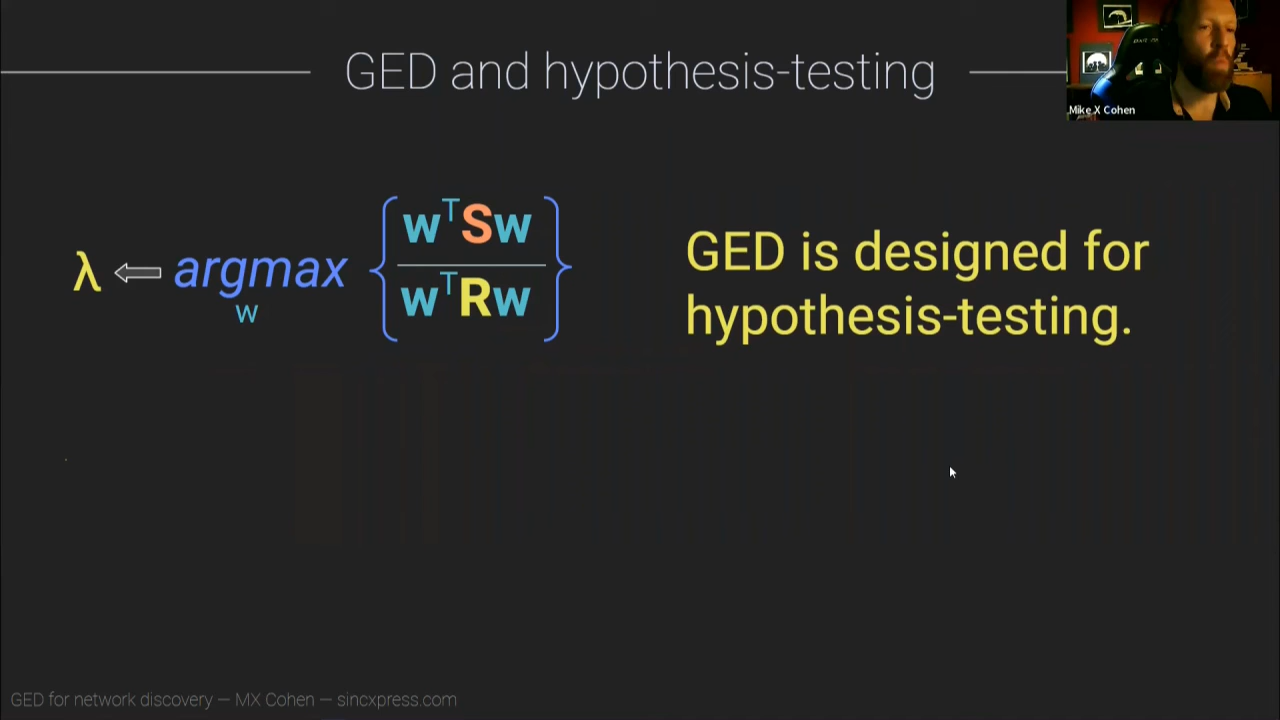 GED and hypothesis-testing
Mike X Cohen
λ ⇐ argmax { wᵀSw / wᵀRw }
w
GED is designed for
hypothesis-testing.
GED for network discovery — MX Cohen — sincxpress.com